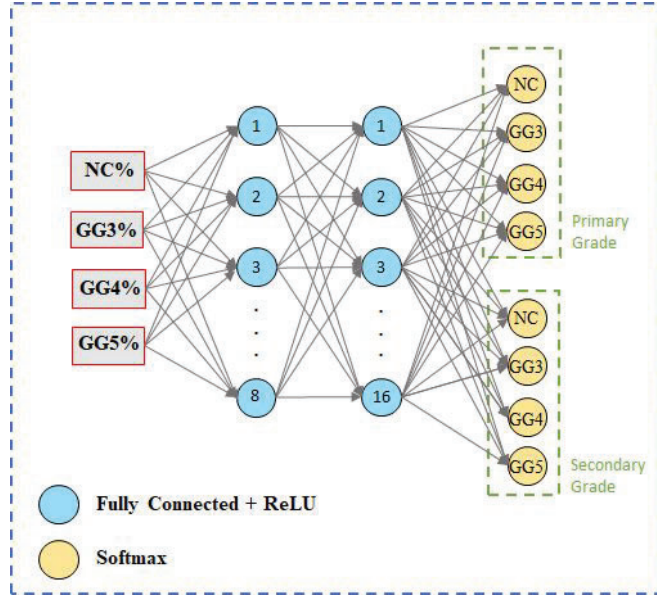 NC%
GG3%
GG4%
GG5%
1
2
3
.
.
.
8
1
2
3
.
.
.
16
NC
GG3
GG4
GG5
Primary
Grade
NC
GG3
GG4
GG5
Secondary
Grade
Fully Connected + ReLU
Softmax